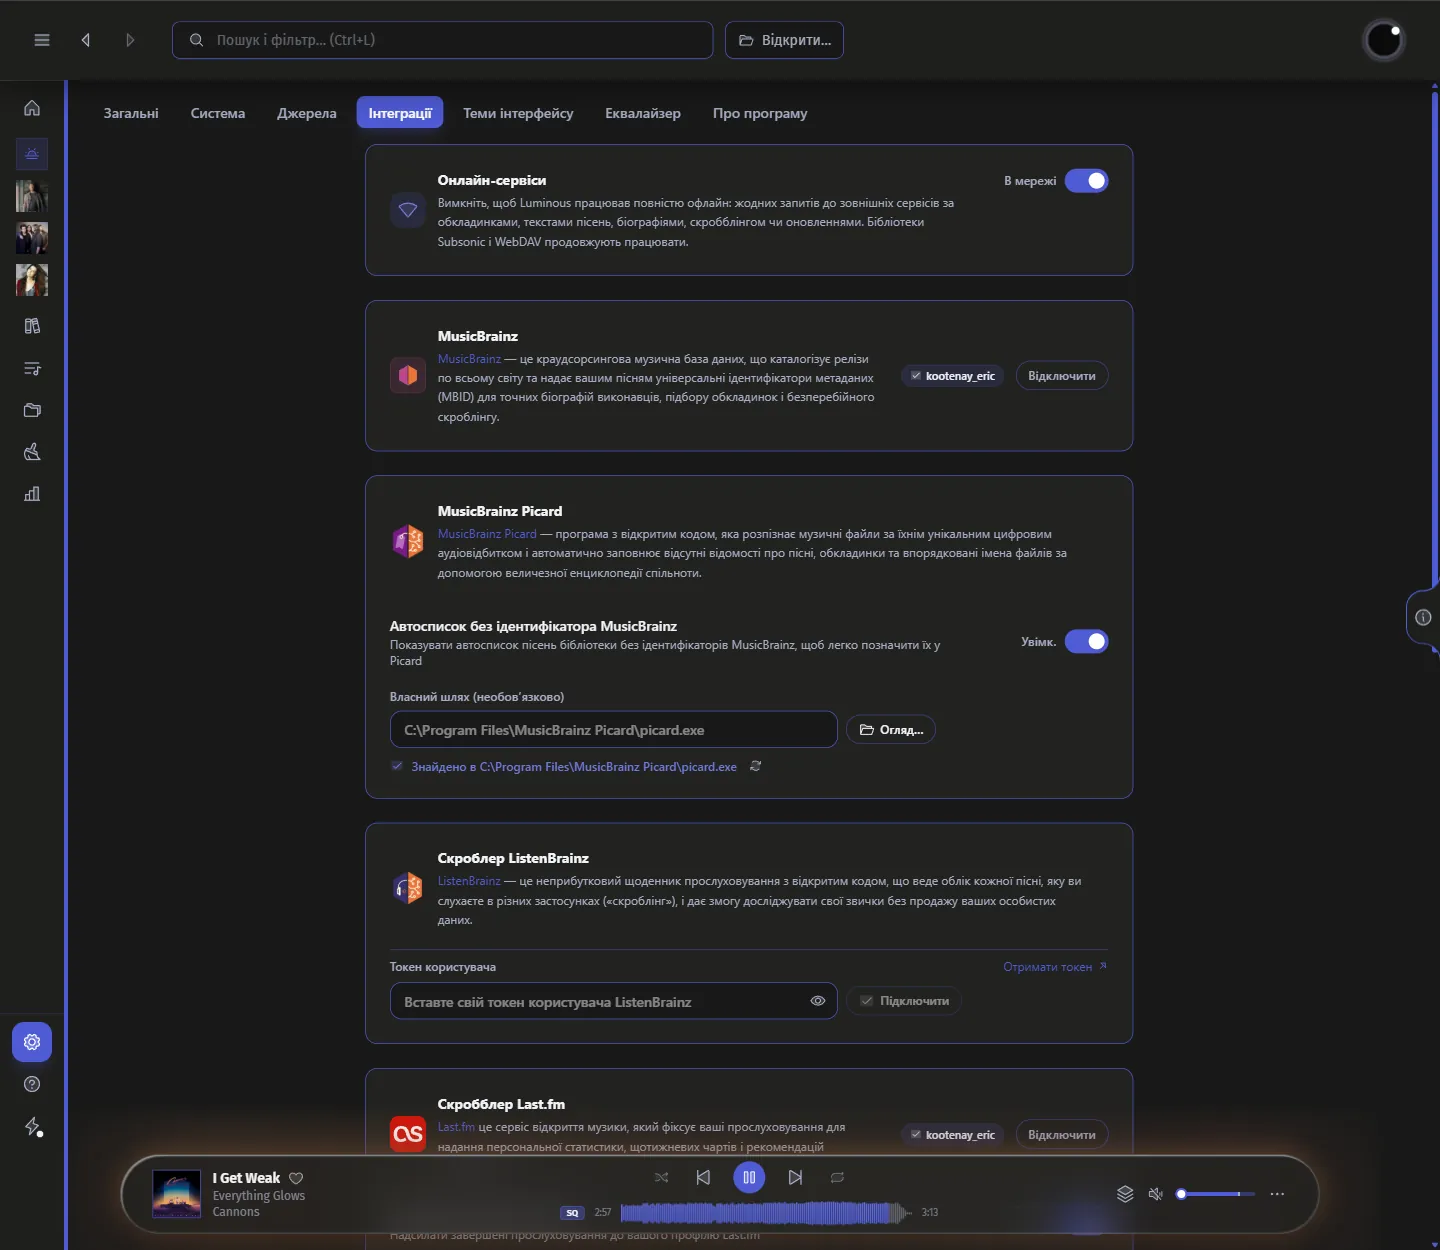 Пошук і фільтр... (Ctrl+L)
Відкрити...
Загальні
Система
Джерела
Інтеграції
Теми інтерфейсу
Еквалайзер
Про програму
Онлайн-сервіси
В мережі
Вимкніть, щоб Luminous працював повністю офлайн: жодних запитів до зовнішніх сервісів за
обкладинками, текстами пісень, біографіями, скробблінгом чи оновленнями. Бібліотеки
Subsonic і WebDAV продовжують працювати.
MusicBrainz
MusicBrainz — це краудсорсингова музична база даних, що каталогізує релізи
по всьому світу та надає вашим пісням універсальні ідентифікатори метаданих
(MBID) для точних біографій виконавців, підбору обкладинок і безперебійного
скроблінгу.
kootenay_eric
Відключити
MusicBrainz Picard
MusicBrainz Picard — програма з відкритим кодом, яка розпізнає музичні файли за їхнім унікальним цифровим
аудіовідбитком і автоматично заповнює відсутні відомості про пісні, обкладинки та впорядковані імена файлів за
допомогою величезної енциклопедії спільноти.
Автосписок без ідентифікатора MusicBrainz
Показувати автосписок пісень бібліотеки без ідентифікаторів MusicBrainz, щоб легко позначити їх у
Picard
Увімк.
Власний шлях (необов'язково)
C:\Program Files\MusicBrainz Picard\picard.exe
Огляд...
Знайдено в C:\Program Files\MusicBrainz Picard\picard.exe
Скроблер ListenBrainz
ListenBrainz — це неприбутковий щоденник прослуховування з відкритим кодом, що веде облік кожної пісні, яку ви
слухаєте в різних застосунках («скроблінг»), і дає змогу досліджувати свої звички без продажу ваших особистих
даних.
Токен користувача
Отримати токен
Вставте свій токен користувача ListenBrainz
Підключити
Скробблер Last.fm
Last.fm це сервіс відкриття музики, який фіксує ваші прослуховування для
надання персональної статистики, щотижневих чартів і рекомендацій
kootenay_eric
Відключити
I Get Weak
Everything Glows
Cannons
SQ
2:57
3:13
Надсилати завершені прослуховування до вашого профілю Last.fm